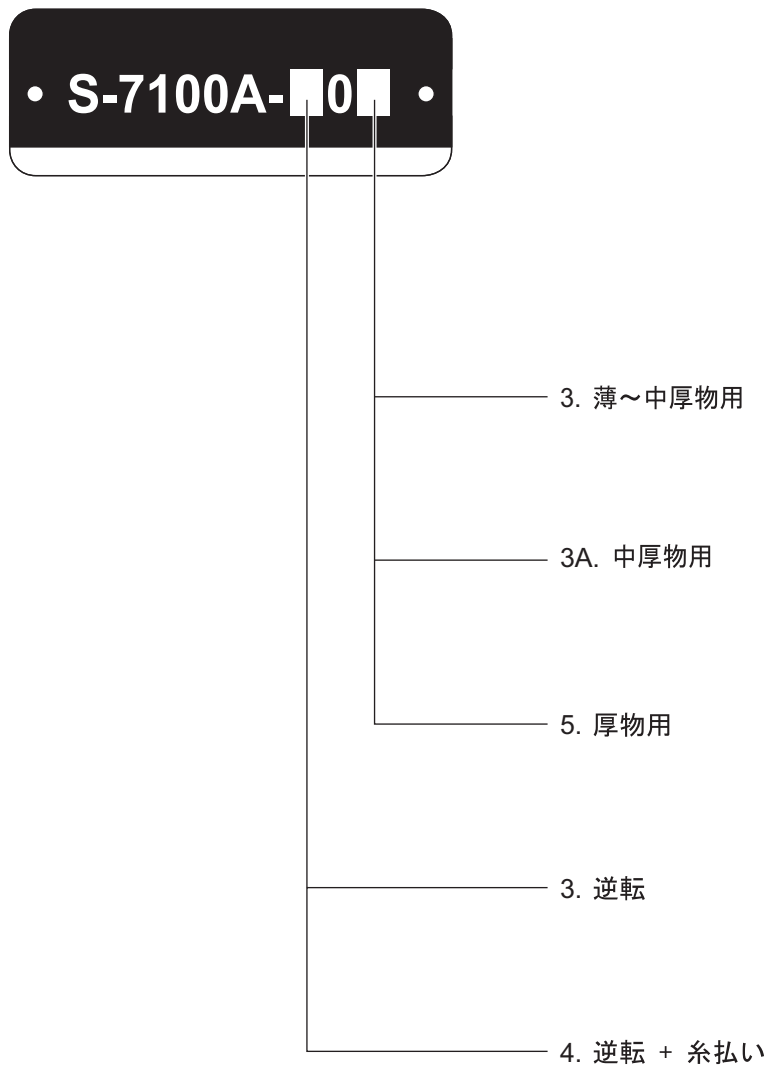 • S-7100A-■0■ •
3. 薄～中厚物用
3A. 中厚物用
5. 厚物用
3. 逆転
4. 逆転 + 糸払い